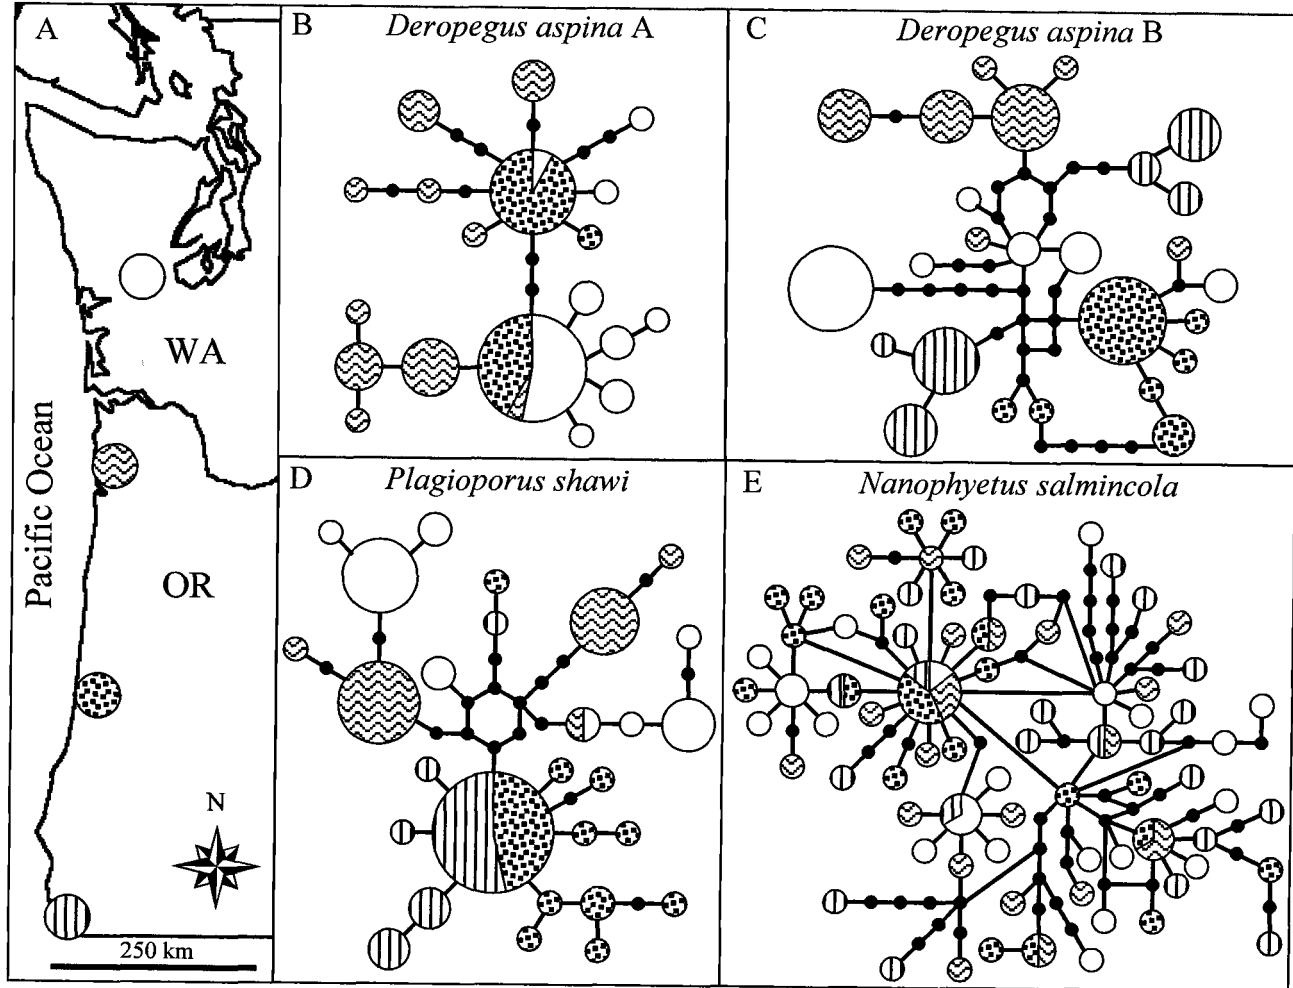 A
WA
Pacific Ocean
OR
N
250 km
B
Deropegus aspina A
C
Deropegus aspina B
D
Plagioporus shawi
E
Nanophyetus salmincola